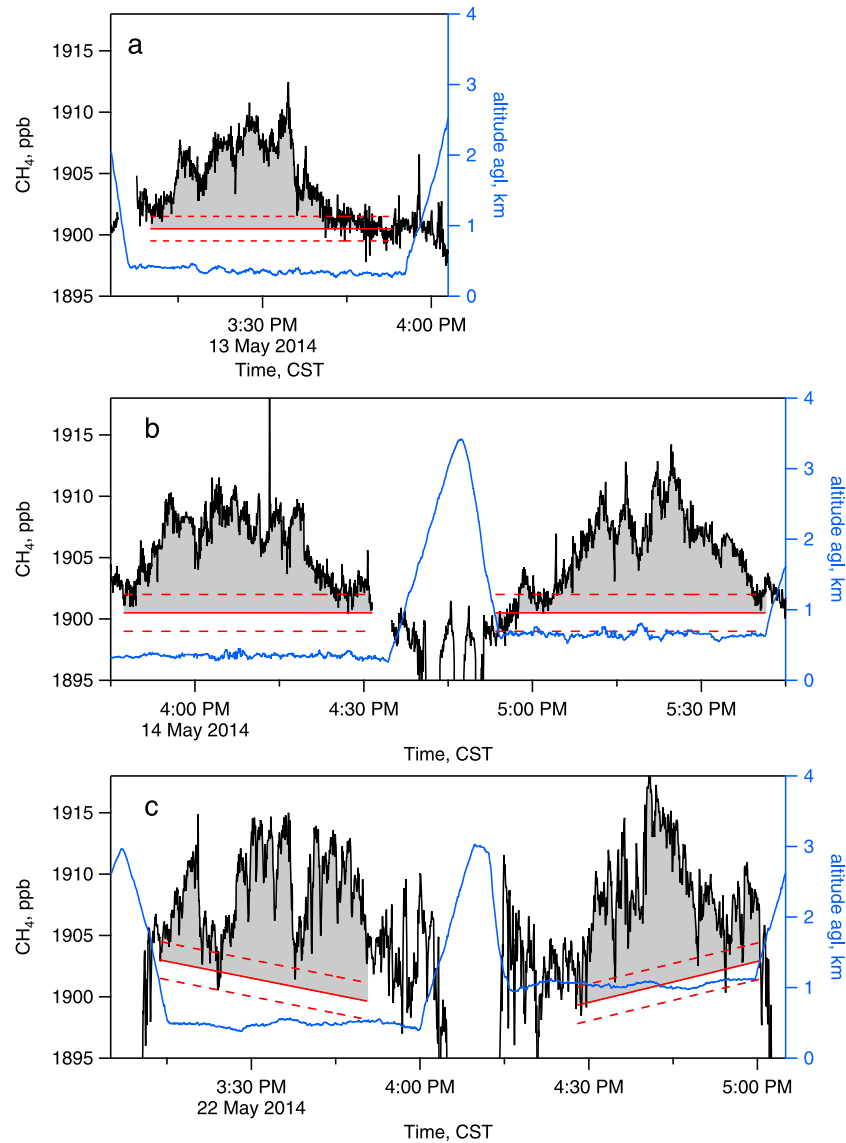 a
CH4, ppb
1915
1910
1905
1900
1895
4
3
2
1
0
altitude agl, km
3:30 PM
4:00 PM
13 May 2014
Time, CST
b
CH4, ppb
1915
1910
1905
1900
1895
4
3
2
1
0
altitude agl, km
4:00 PM
4:30 PM
5:00 PM
5:30 PM
14 May 2014
Time, CST
c
CH4, ppb
1915
1910
1905
1900
1895
4
3
2
1
0
altitude agl, km
3:30 PM
4:00 PM
4:30 PM
5:00 PM
22 May 2014
Time, CST